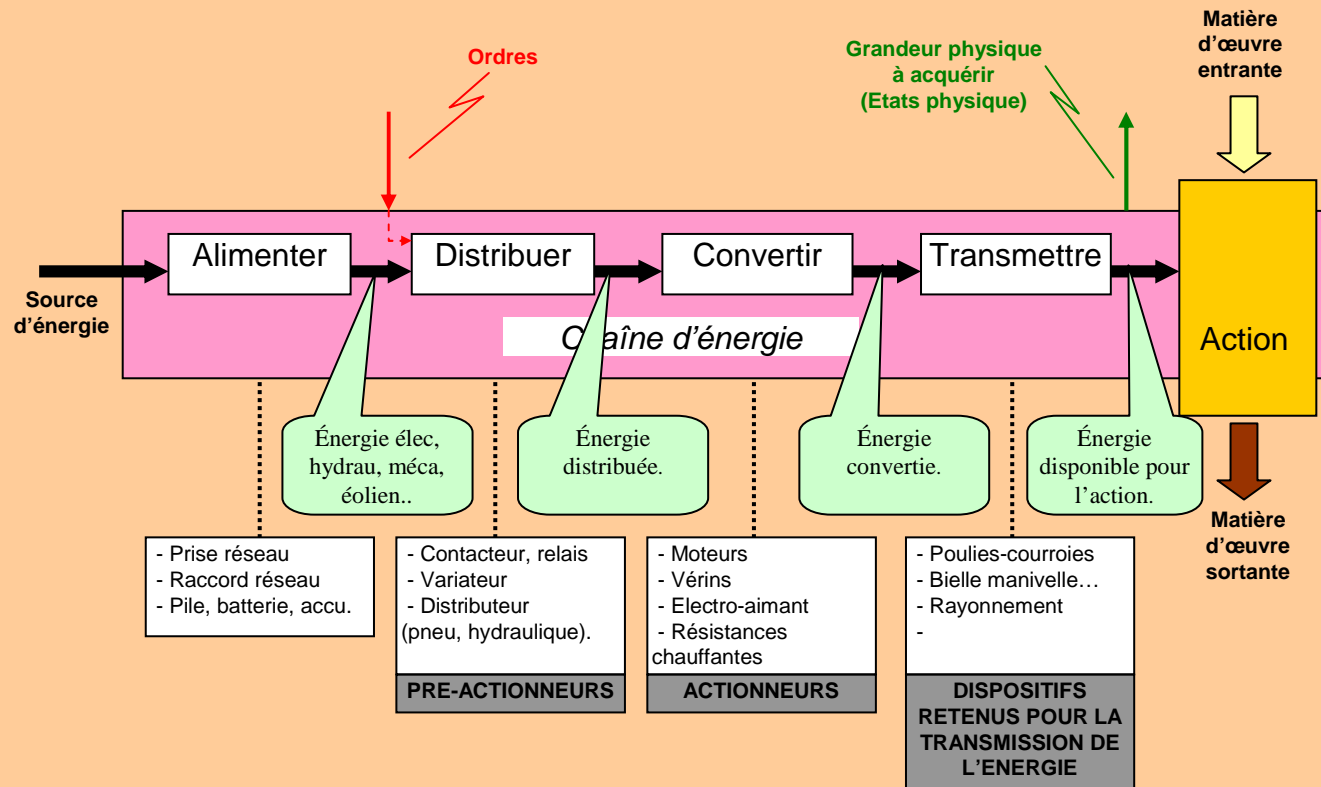 Ordres
Grandeur physique
à acquérir
(Etats physique)
Matière
d'œuvre
entrante
Source
d'énergie
Alimenter
Distribuer
Convertir
Transmettre
Chaîne d'énergie
Action
Énergie élec,
hydrau, méca,
éolien..
Énergie
distribuée.
Énergie
convertie.
Énergie
disponible pour
l'action.
Matière
d'œuvre
sortante
- Prise réseau
- Raccord réseau
- Pile, batterie, accu.
- Contacteur, relais
- Variateur
- Distributeur
(pneu, hydraulique).
PRE-ACTIONNEURS
- Moteurs
- Vérins
- Electro-aimant
- Résistances
chauffantes
ACTIONNEURS
- Poulies-courroies
- Bielle manivelle…
- Rayonnement
-
DISPOSITIFS
RETENUS POUR LA
TRANSMISSION DE
L'ENERGIE